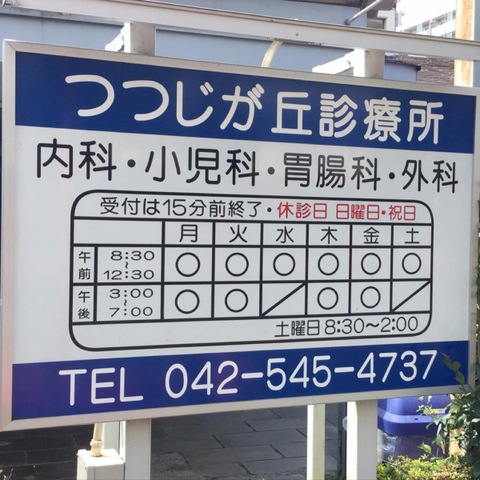 つつじが丘診療所
内科・小児科・胃腸科・外科
受付は15分前終了・休診日 日曜日・祝日
月 火 水 木 金 土
午前 8:30~12:30 ○ ○ ○ ○ ○ ○
午後 3:00~7:00 ○ ○ / ○ ○ /
土曜日8:30~2:00
TEL 042-545-4737